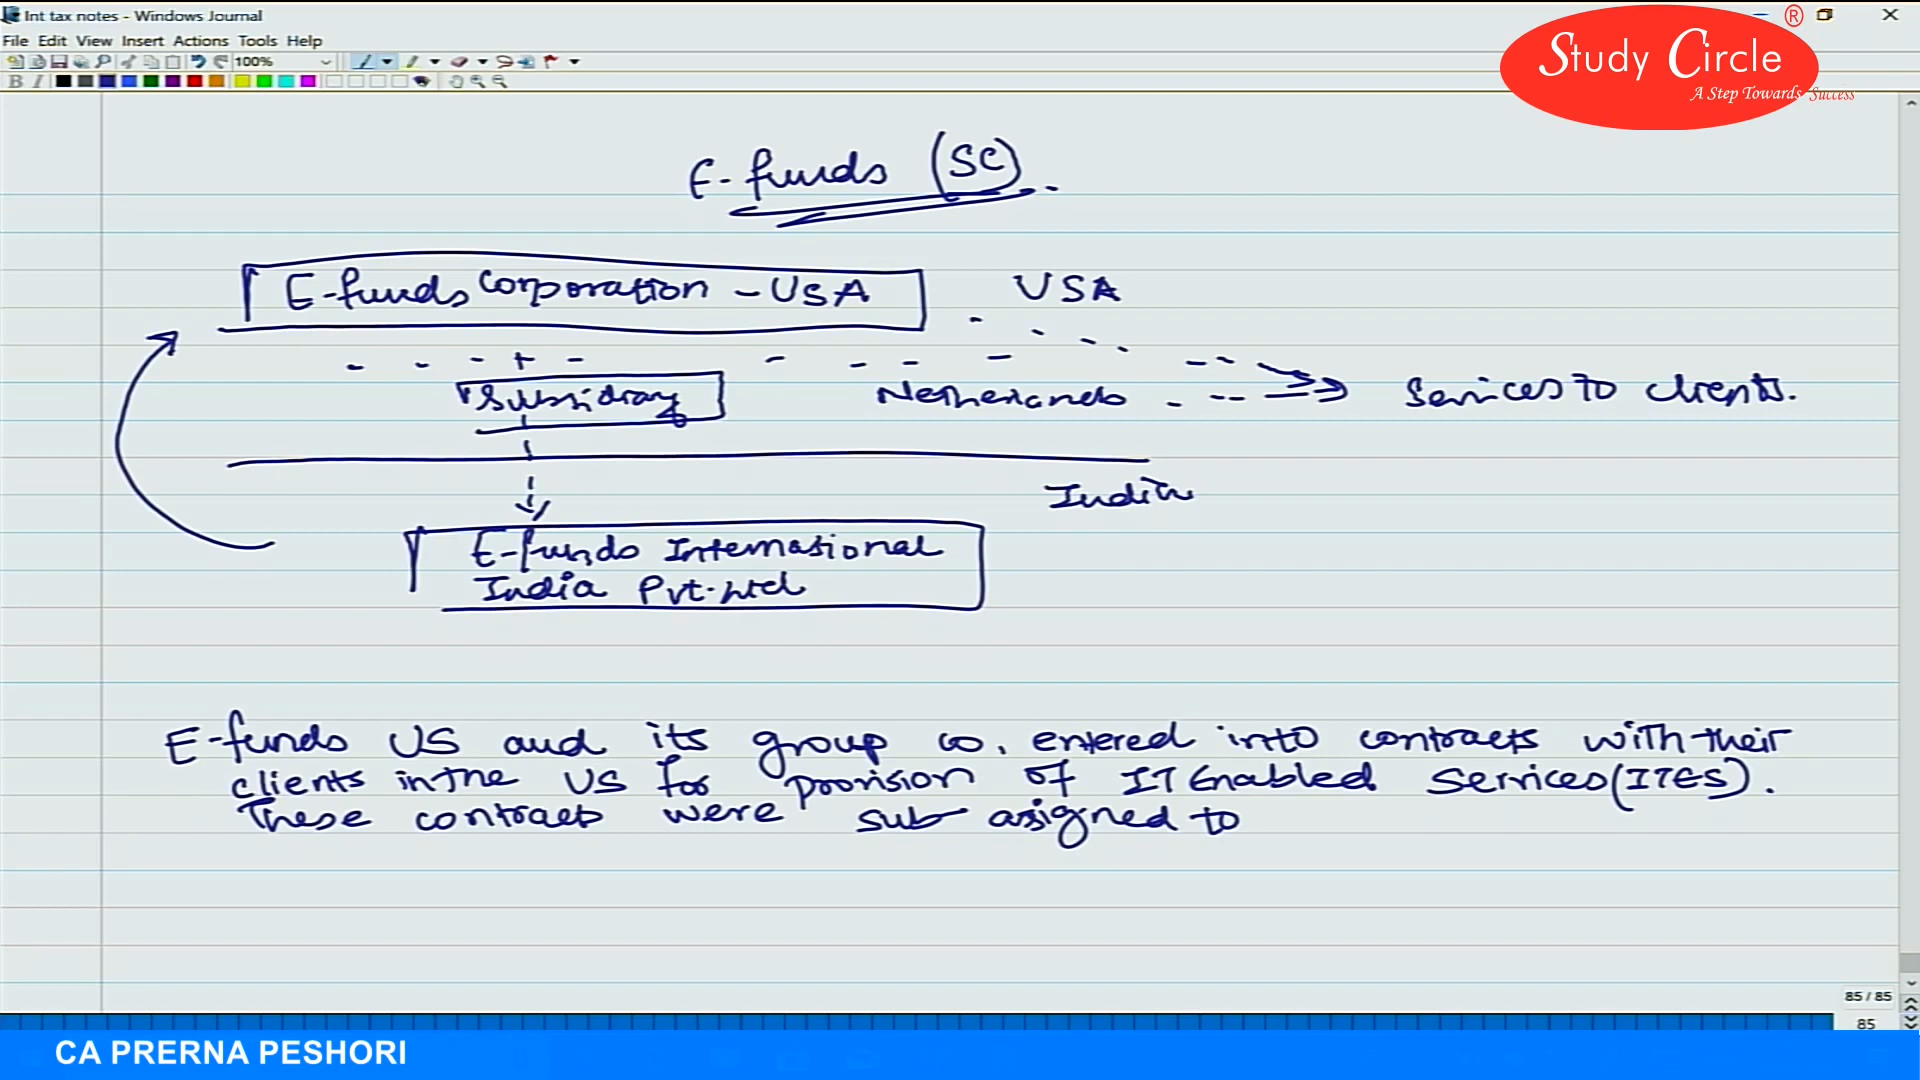 Int tax notes - Windows Journal
File Edit View Insert Actions Tools Help
100%
B I
Study Circle ®
A Step Towards Success
E-funds (SC)
E-funds Corporation - USA
USA
Subsidiary
Netherlands
Services to clients.
India
E-funds International
India Pvt. Ltd
E-funds US and its group co. entered into contracts with their
clients in the US for provision of IT Enabled Services (ITES).
These contracts were sub assigned to
85 / 85
85
CA PRERNA PESHORI